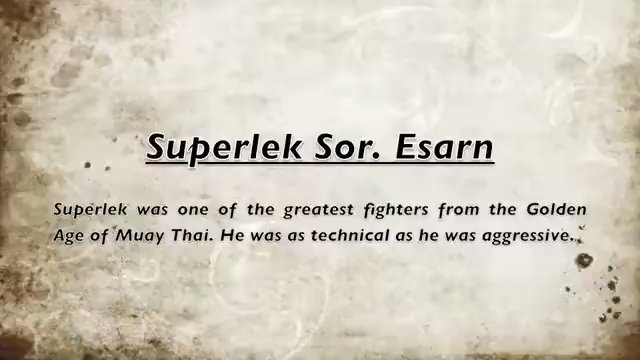 Superlek Sor. Esarn
Superlek was one of the greatest fighters from the Golden
Age of Muay Thai. He was as technical as he was aggressive.